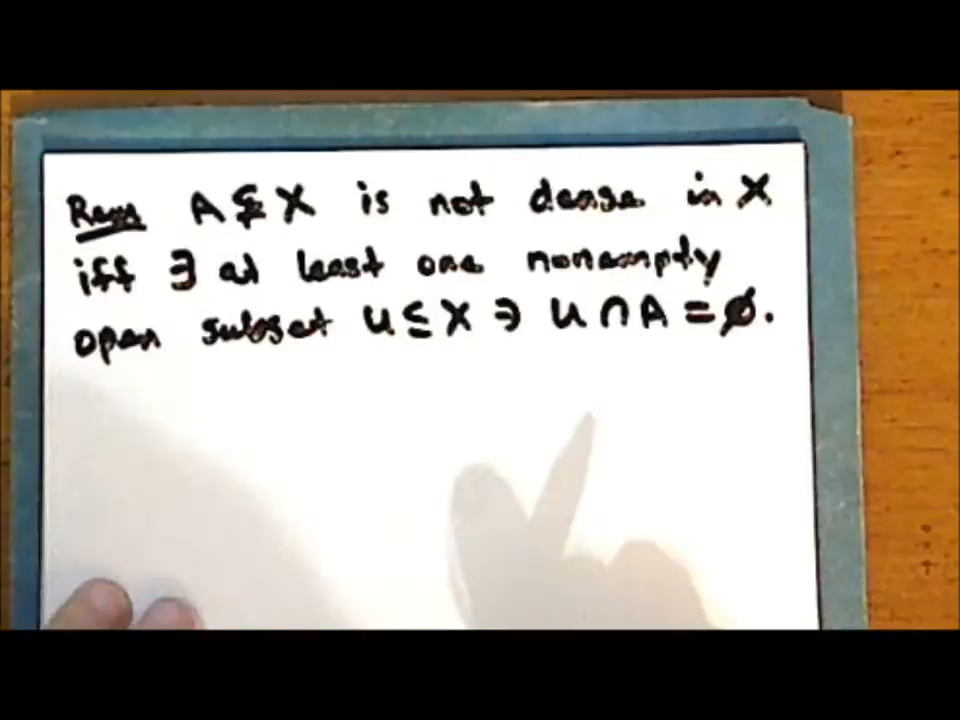 Rem A ⊊ X is not dense in X
iff ∃ at least one nonempty
open subset U ⊆ X ∋ U ∩ A = ∅.